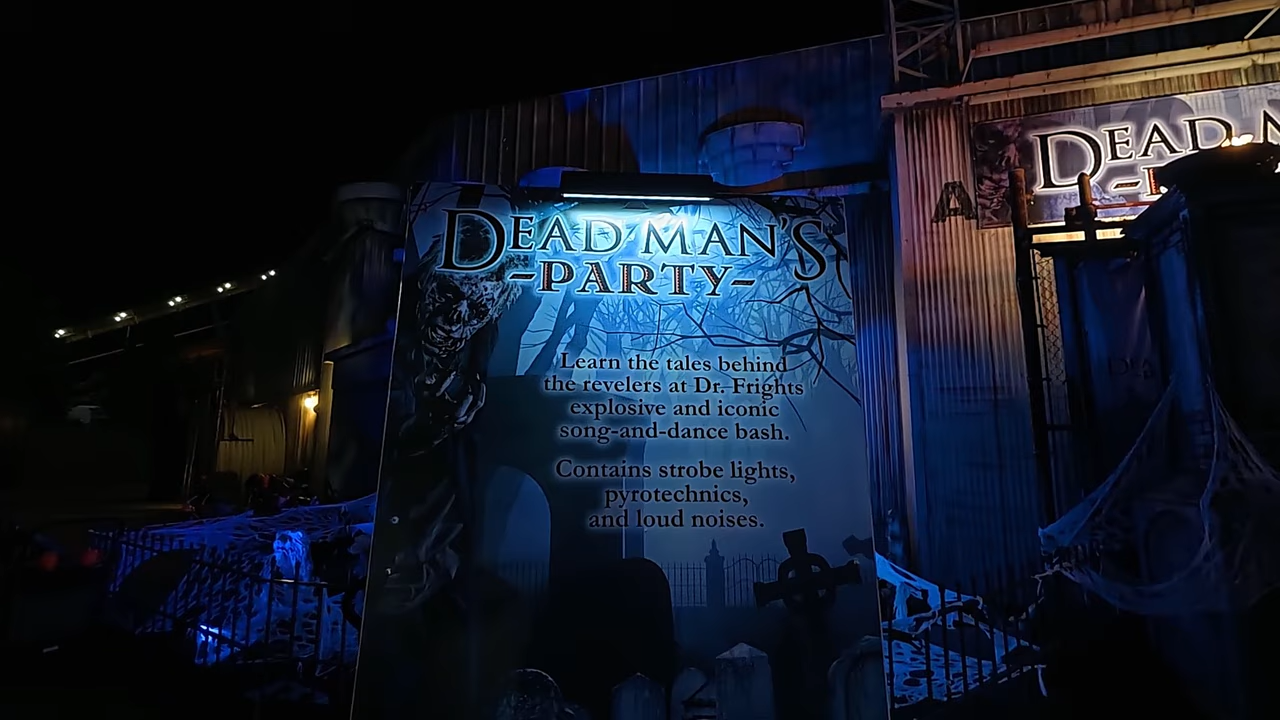 DEAD MAN'S
-PARTY-
Learn the tales behind
the revelers at Dr. Frights
explosive and iconic
song-and-dance bash.
Contains strobe lights,
pyrotechnics,
and loud noises.
A
DEAD